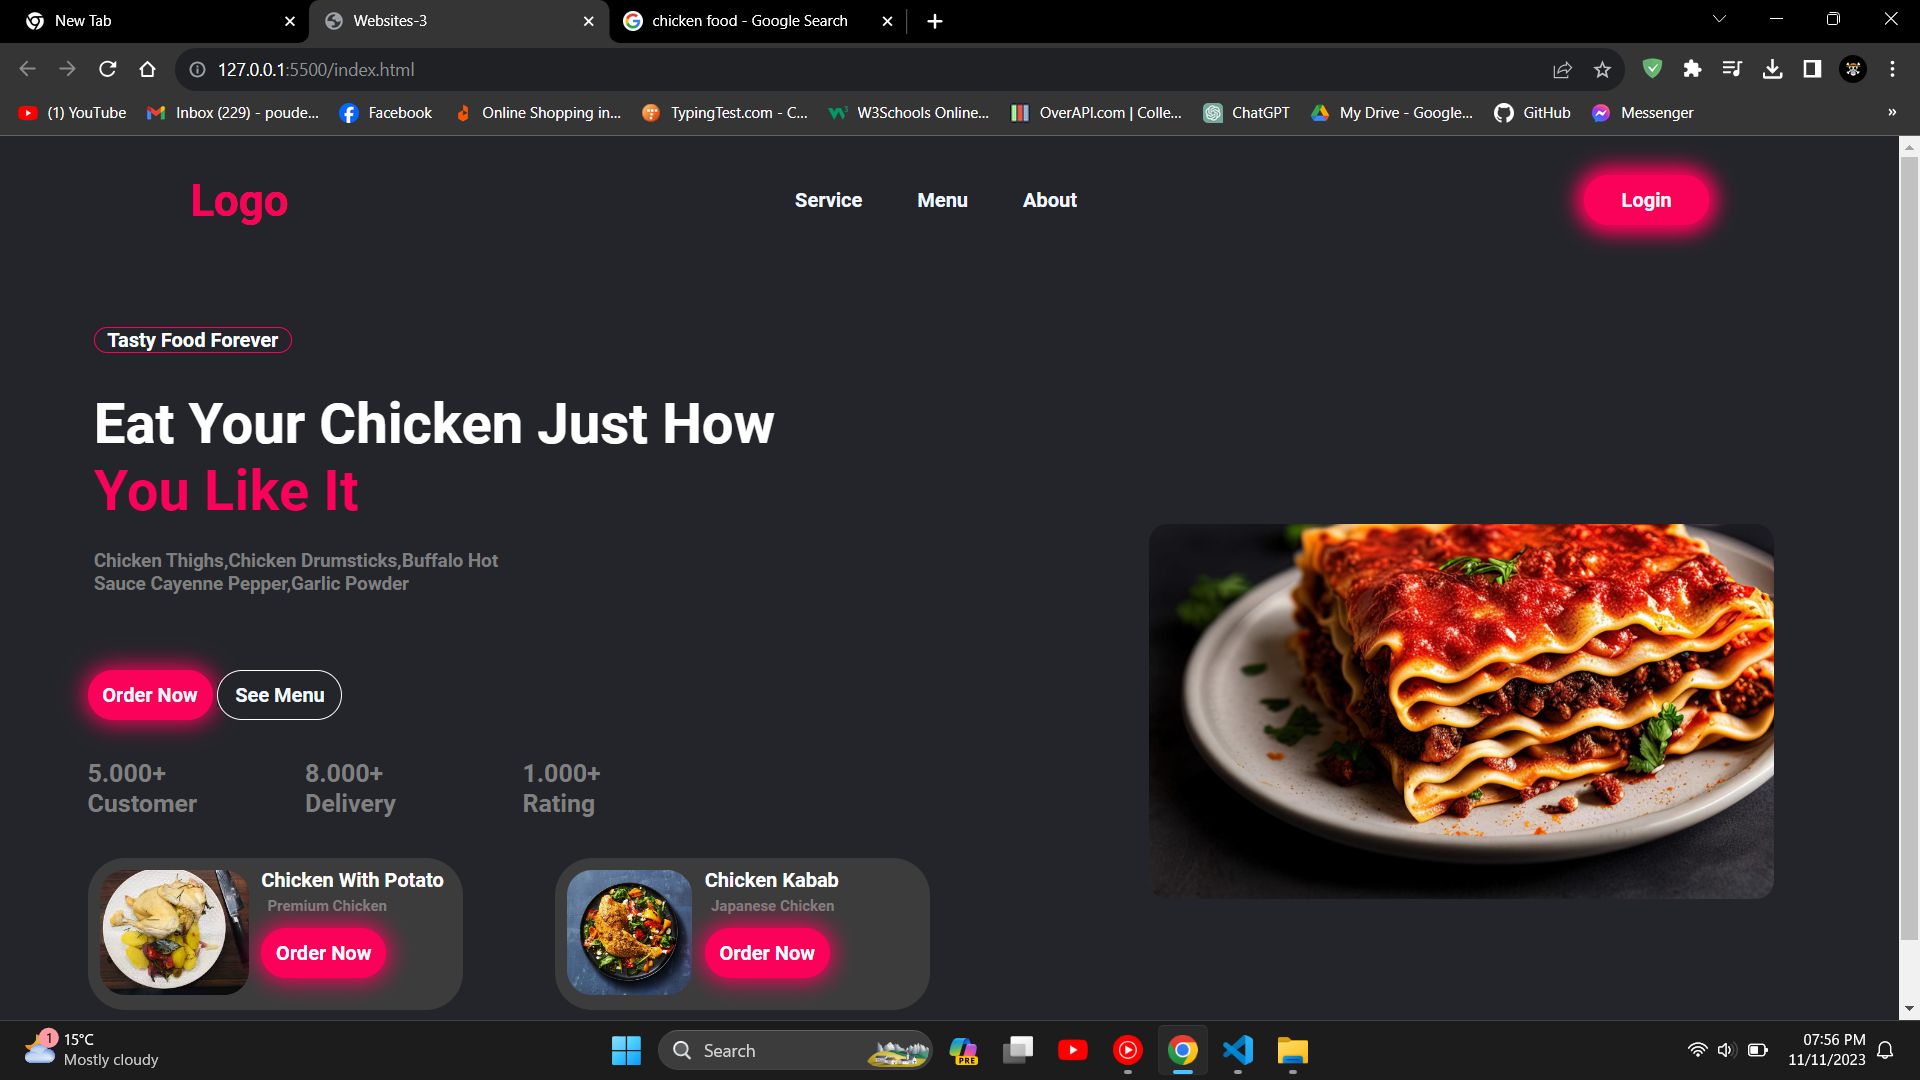 New Tab
Websites-3
chicken food - Google Search
127.0.0.1:5500/index.html
(1) YouTube
Inbox (229) - poude...
Facebook
Online Shopping in...
TypingTest.com - C...
W3Schools Online...
OverAPI.com | Colle...
ChatGPT
My Drive - Google...
GitHub
Messenger
»
Logo
Service
Menu
About
Login
Tasty Food Forever
Eat Your Chicken Just How
You Like It
Chicken Thighs,Chicken Drumsticks,Buffalo Hot
Sauce Cayenne Pepper,Garlic Powder
Order Now
See Menu
5.000+
Customer
8.000+
Delivery
1.000+
Rating
Chicken With Potato
Premium Chicken
Order Now
Chicken Kabab
Japanese Chicken
Order Now
1
15°C
Mostly cloudy
Search
PRE
07:56 PM
11/11/2023